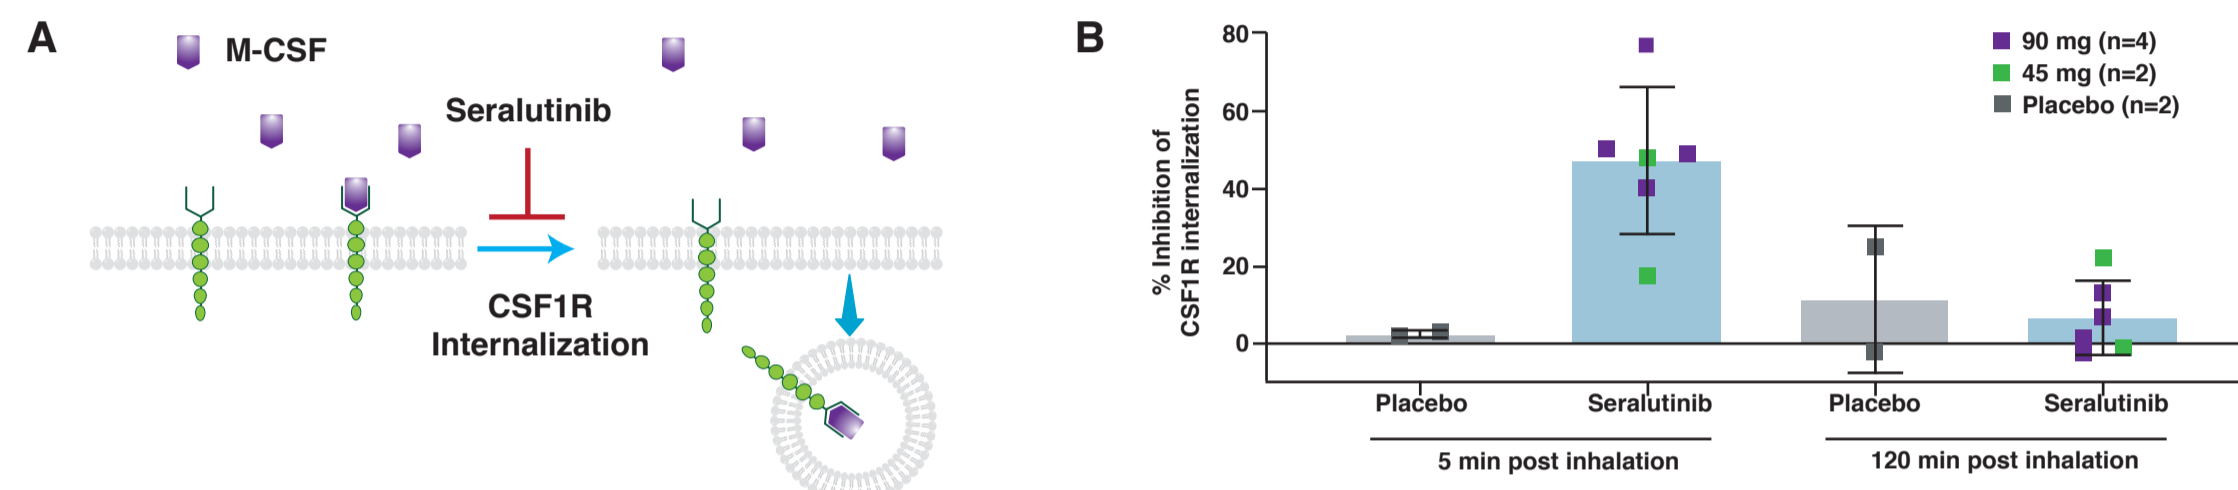 A
M-CSF
Seralutinib
CSF1R
Internalization
B
% Inhibition of
CSF1R internalization
80
60
40
20
0
90 mg (n=4)
45 mg (n=2)
Placebo (n=2)
Placebo
Seralutinib
Placebo
Seralutinib
5 min post inhalation
120 min post inhalation